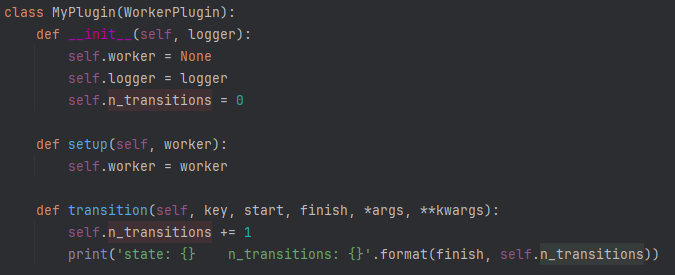 class MyPlugin(WorkerPlugin):
    def __init__(self, logger):
        self.worker = None
        self.logger = logger
        self.n_transitions = 0

    def setup(self, worker):
        self.worker = worker

    def transition(self, key, start, finish, *args, **kwargs):
        self.n_transitions += 1
        print('state: {}    n_transitions: {}'.format(finish, self.n_transitions))